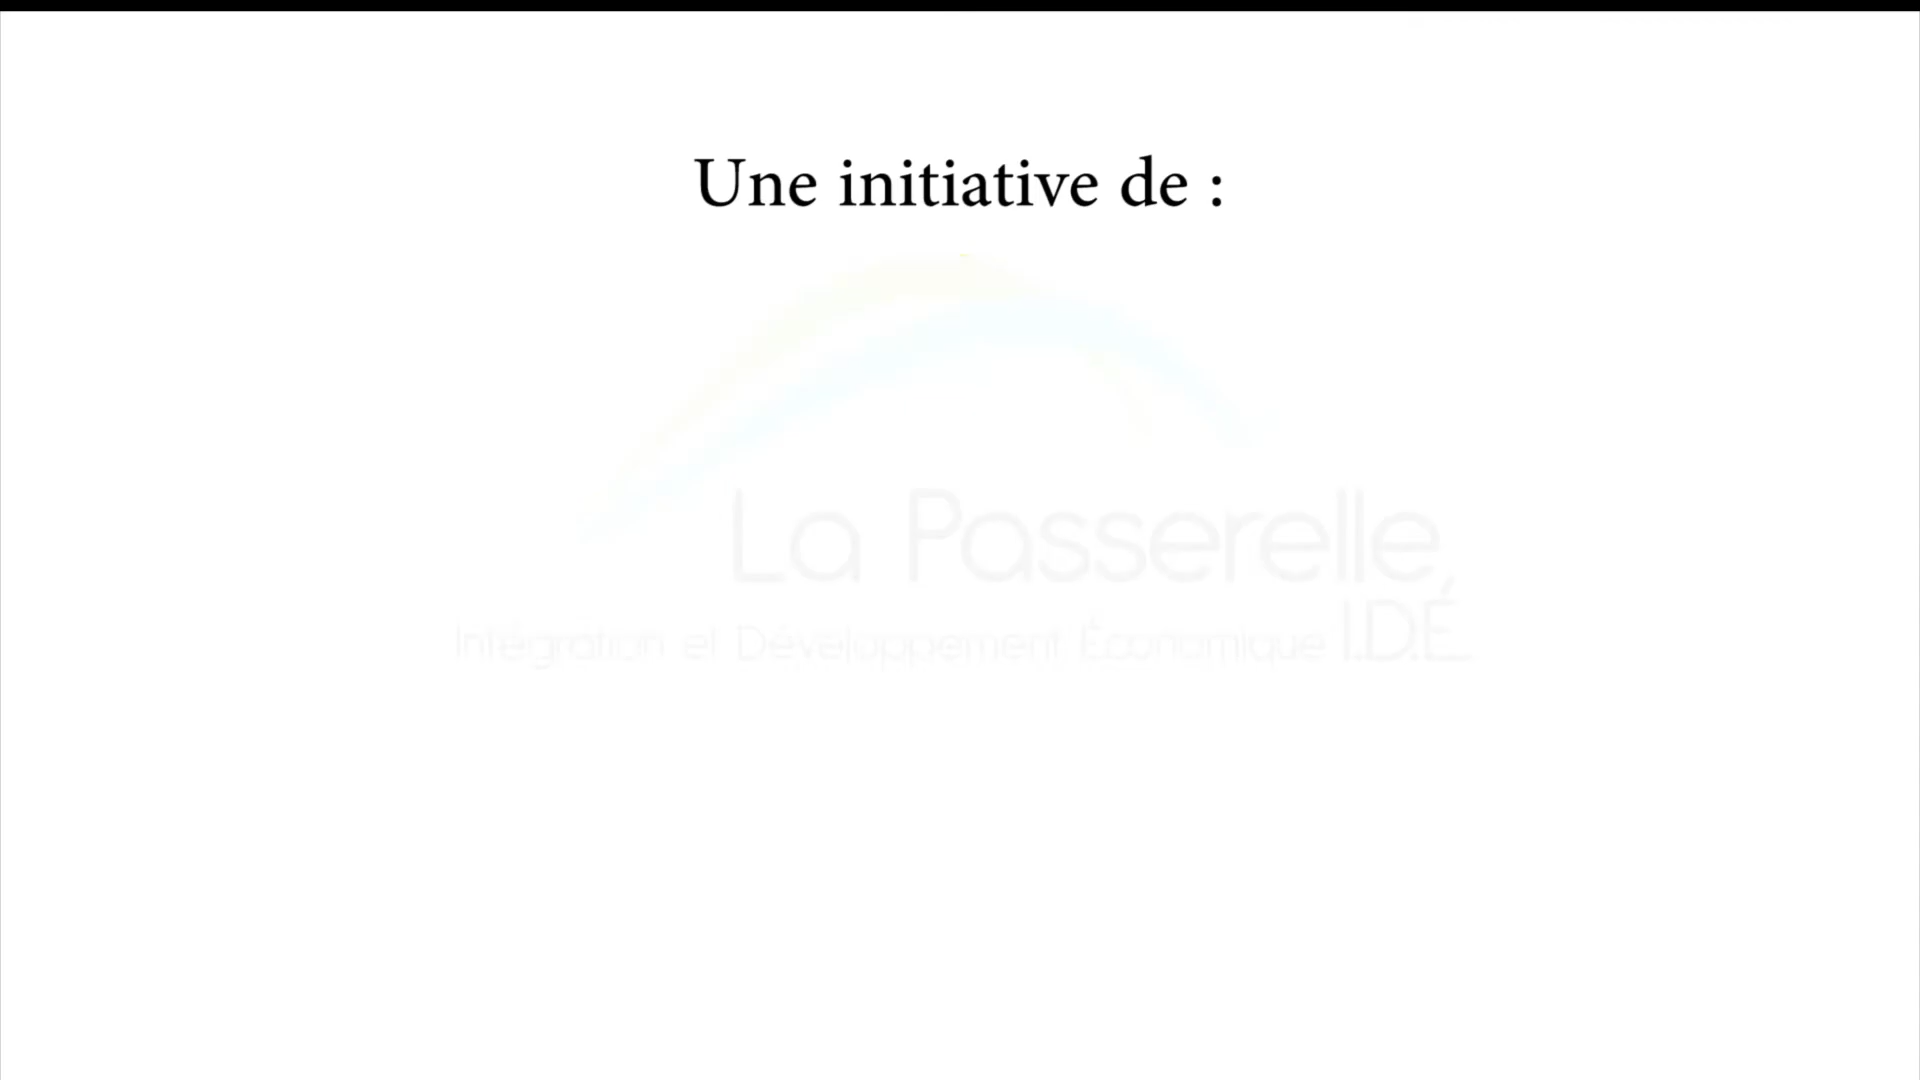 Une initiative de :
La Passerelle,
Intégration et Développement Économique I.D.É.